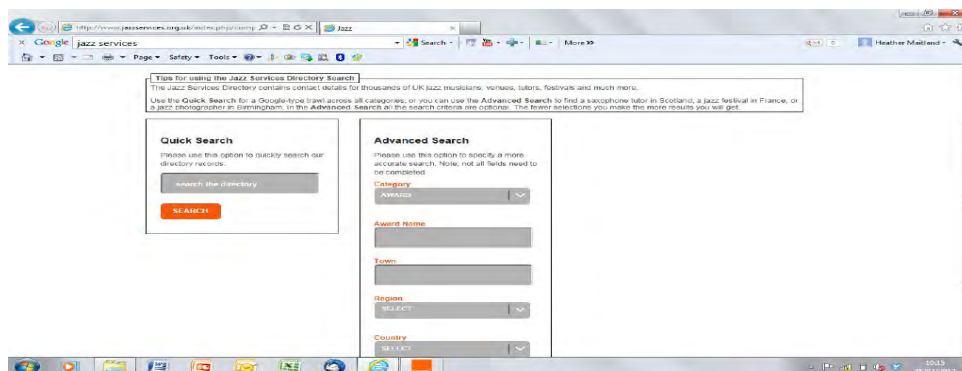 http://www.jazzservices.org.uk/index.php/comp
Jazz
Google jazz services Search More >>
Heather Maitland
Page Safety Tools
Tips for using the Jazz Services Directory Search
The Jazz Services Directory contains contact details for thousands of UK jazz musicians, venues, tutors, festivals and much more.
Use the Quick Search for a Google-type trawl across all categories, or you can use the Advanced Search to find a saxophone tutor in Scotland, a jazz festival in France, or
a jazz photographer in Birmingham. In the Advanced Search all the search criteria are optional. The fewer selections you make the more results you will get.
Quick Search
Please use this option to quickly search our
directory records.
search the directory
SEARCH
Advanced Search
Please use this option to specify a more
accurate search. Note, not all fields need to
be completed
Category
AWARD
Award Name
Town
Region
SELECT
Country
SELECT
10:15